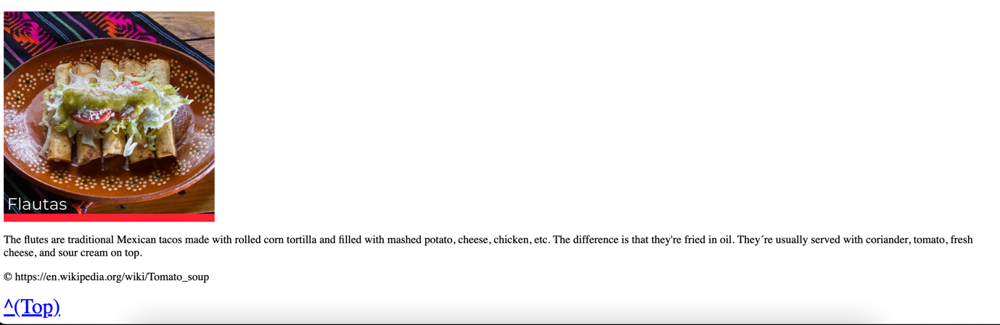 Flautas
The flutes are traditional Mexican tacos made with rolled corn tortilla and filled with mashed potato, cheese, chicken, etc. The difference is that they're fried in oil. They´re usually served with coriander, tomato, fresh
cheese, and sour cream on top.
© https://en.wikipedia.org/wiki/Tomato_soup
^(Top)